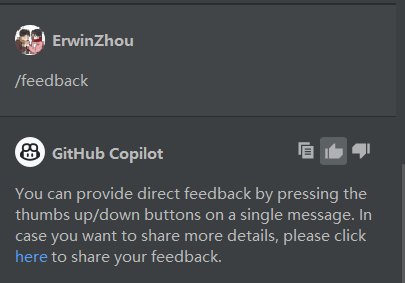 ErwinZhou
/feedback
GitHub Copilot
You can provide direct feedback by pressing the
thumbs up/down buttons on a single message. In
case you want to share more details, please click
here to share your feedback.